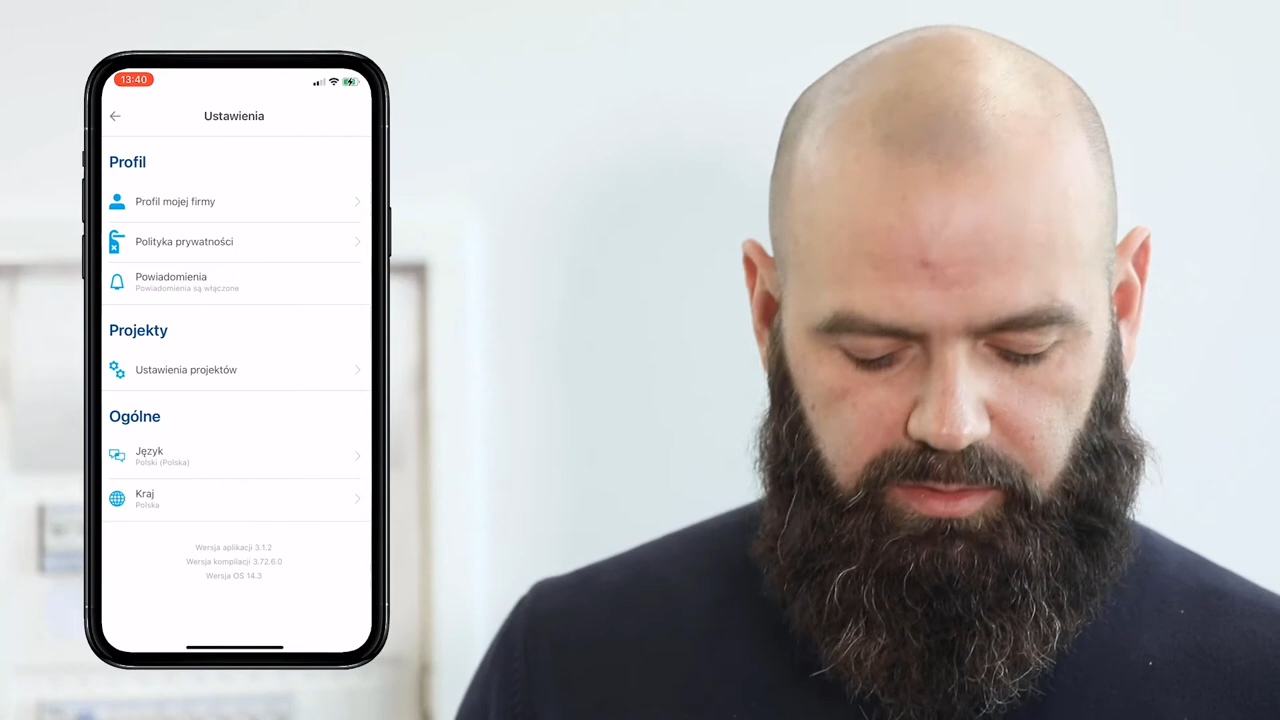 13:40
Ustawienia
Profil
Profil mojej firmy
Polityka prywatności
Powiadomienia
Powiadomienia są włączone
Projekty
Ustawienia projektów
Ogólne
Język
Polski (Polska)
Kraj
Polska
Wersja aplikacji 3.1.2
Wersja kompilacji 3.72.6.0
Wersja OS 14.3